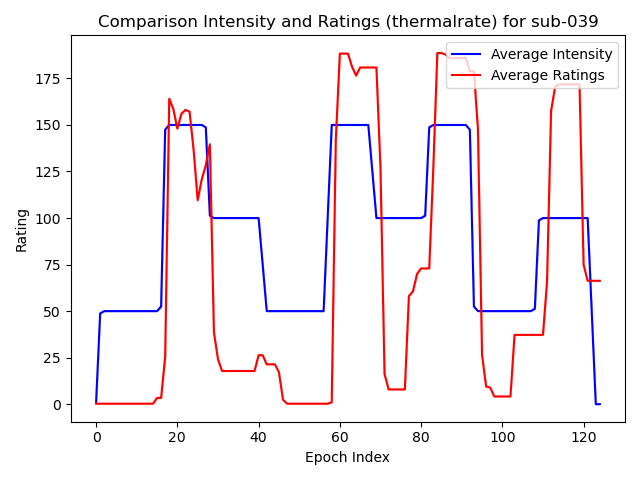 Comparison Intensity and Ratings (thermalrate) for sub-039
Average Intensity
Average Ratings
Rating
175
150
125
100
75
50
25
0
0 20 40 60 80 100 120
Epoch Index